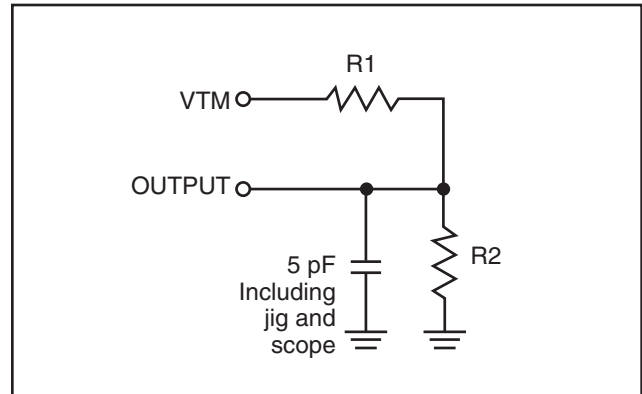 R1
VTM
OUTPUT
R2
5 pF
Including
jig and
scope